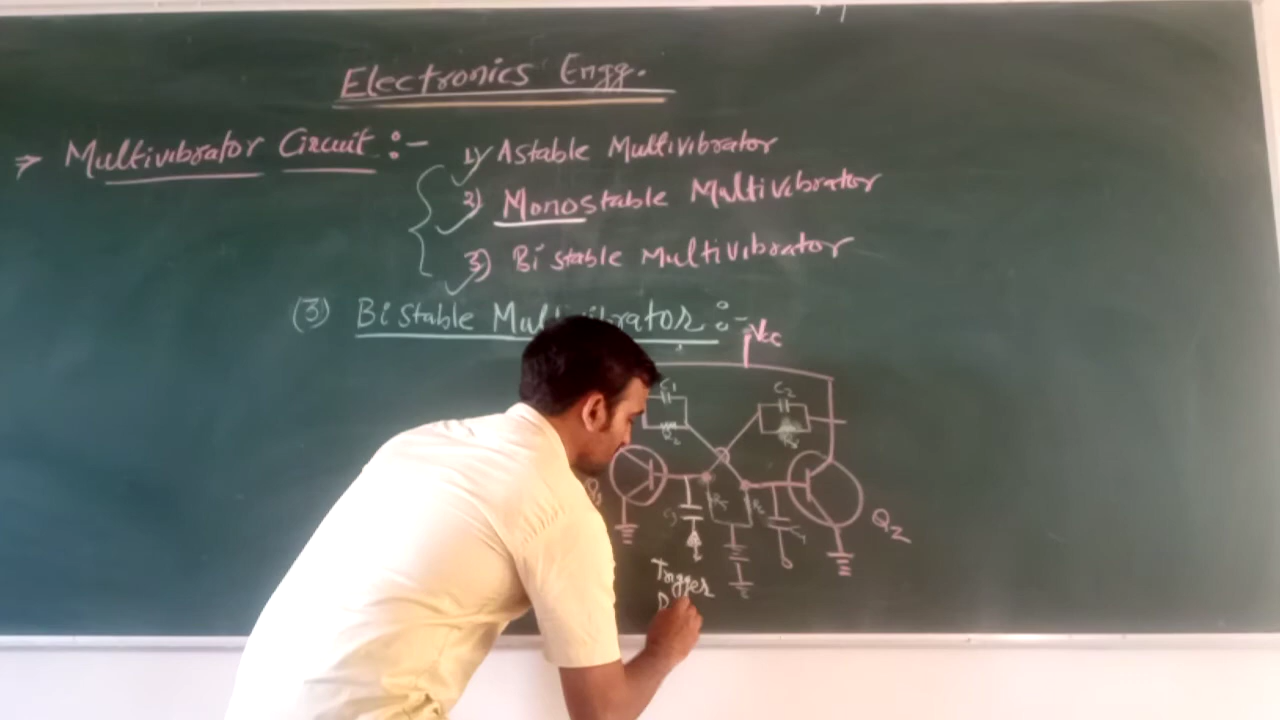 Electronics Engg.
⇒ Multivibrator Circuit :- 1) Astable Multivibrator
2) Monostable Multivibrator
3) Bistable Multivibrator
(3) Bistable Multivibrator :-
Vcc
C1 C2
R2
Q2
Trigger